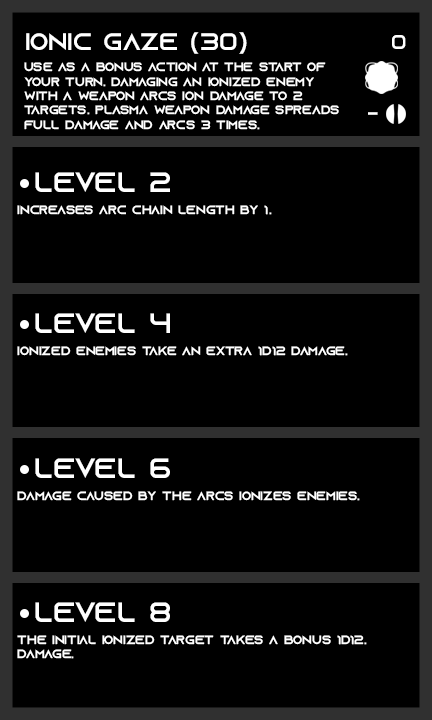 IONIC GAZE (30)
0
USE AS A BONUS ACTION AT THE START OF
YOUR TURN. DAMAGING AN IONIZED ENEMY
WITH A WEAPON ARCS ION DAMAGE TO 2
TARGETS. PLASMA WEAPON DAMAGE SPREADS
FULL DAMAGE AND ARCS 3 TIMES.
•LEVEL 2
INCREASES ARC CHAIN LENGTH BY 1.
•LEVEL 4
IONIZED ENEMIES TAKE AN EXTRA 1D12 DAMAGE.
•LEVEL 6
DAMAGE CAUSED BY THE ARCS IONIZES ENEMIES.
•LEVEL 8
THE INITIAL IONIZED TARGET TAKES A BONUS 1D12.
DAMAGE.